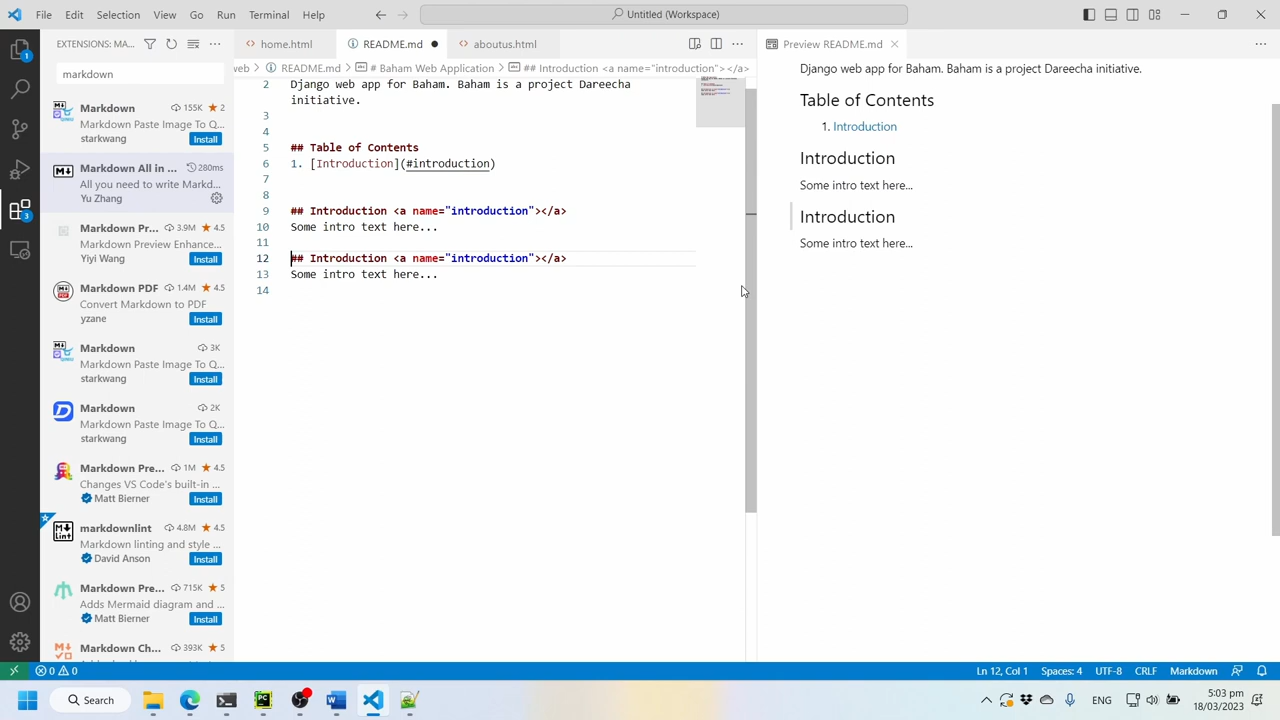 File Edit Selection View Go Run Terminal Help
Untitled (Workspace)
EXTENSIONS: MA...
home.html
README.md
aboutus.html
Preview README.md
markdown
web > README.md > # Baham Web Application > ## Introduction <a name="introduction"></a>
Markdown 155K 2
Markdown Paste Image To Q...
starkwang Install
Markdown All in ... 280ms
All you need to write Markd...
Yu Zhang
Markdown Pr... 3.9M 4.5
Markdown Preview Enhance...
Yiyi Wang Install
Markdown PDF 1.4M 4.5
Convert Markdown to PDF
yzane Install
Markdown 3K
Markdown Paste Image To Q...
starkwang Install
Markdown 2K
Markdown Paste Image To Q...
starkwang Install
Markdown Pre... 1M 4.5
Changes VS Code's built-in ...
Matt Bierner Install
markdownlint 4.8M 4.5
Markdown linting and style ...
David Anson Install
Markdown Pre... 715K 5
Adds Mermaid diagram and ...
Matt Bierner Install
Markdown Ch... 393K 5
2 Django web app for Baham. Baham is a project Dareecha
initiative.
3
4
5 ## Table of Contents
6 1. [Introduction](#introduction)
7
8
9 ## Introduction <a name="introduction"></a>
10 Some intro text here...
11
12 ## Introduction <a name="introduction"></a>
13 Some intro text here...
14
Django web app for Baham. Baham is a project Dareecha initiative.
Table of Contents
1. Introduction
Introduction
Some intro text here...
Introduction
Some intro text here...
1
3
0 0
Ln 12, Col 1 Spaces: 4 UTF-8 CRLF Markdown
Search
ENG
5:03 pm
18/03/2023